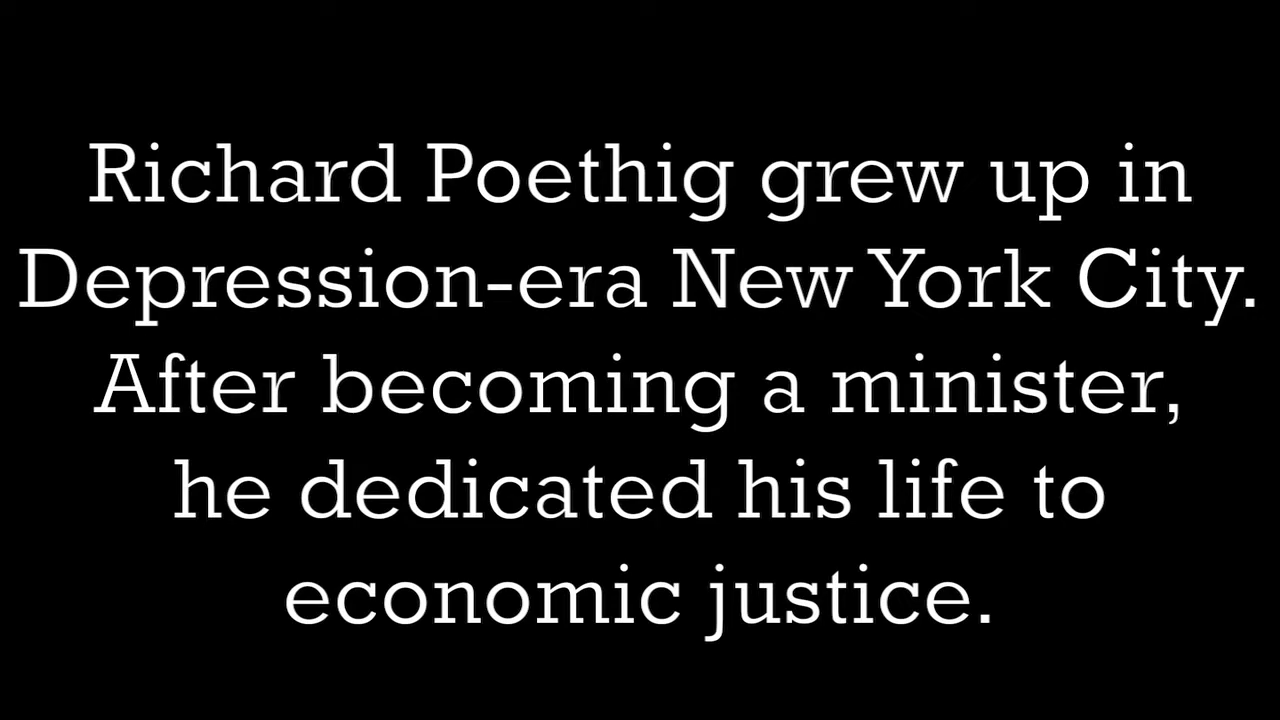 Richard Poethig grew up in
Depression-era New York City.
After becoming a minister,
he dedicated his life to
economic justice.